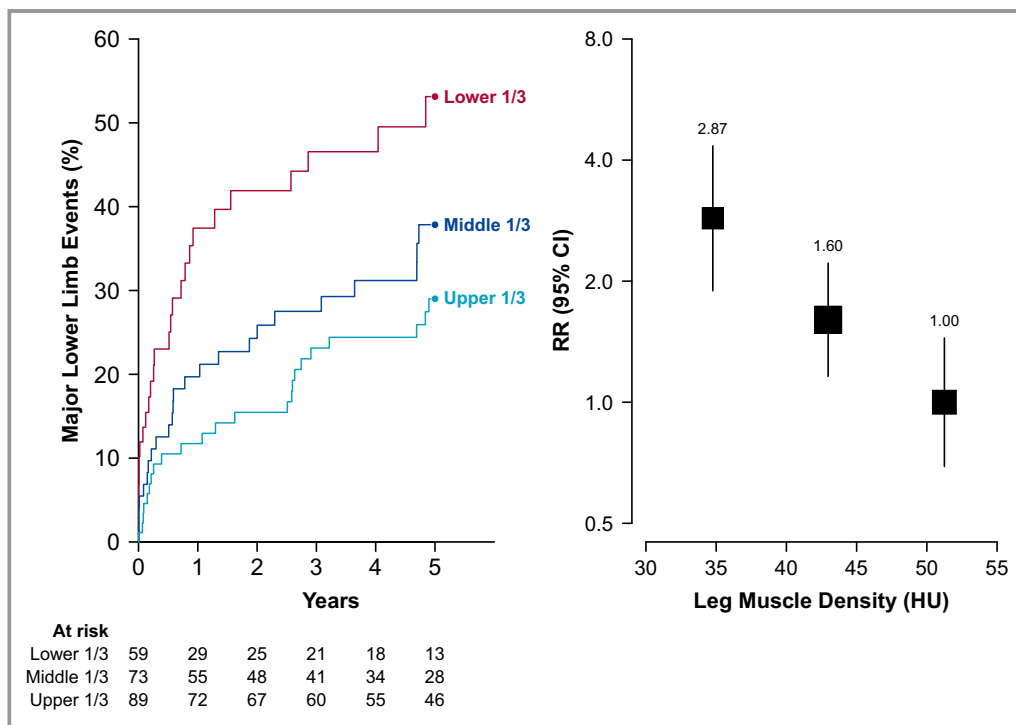 60
50
40
30
20
10
0
Major Lower Limb Events (%)
Lower 1/3
Middle 1/3
Upper 1/3
0 1 2 3 4 5
Years
At risk
Lower 1/3 59 29 25 21 18 13
Middle 1/3 73 55 48 41 34 28
Upper 1/3 89 72 67 60 55 46
8.0
4.0
2.0
1.0
0.5
RR (95% CI)
2.87
1.60
1.00
30 35 40 45 50 55
Leg Muscle Density (HU)